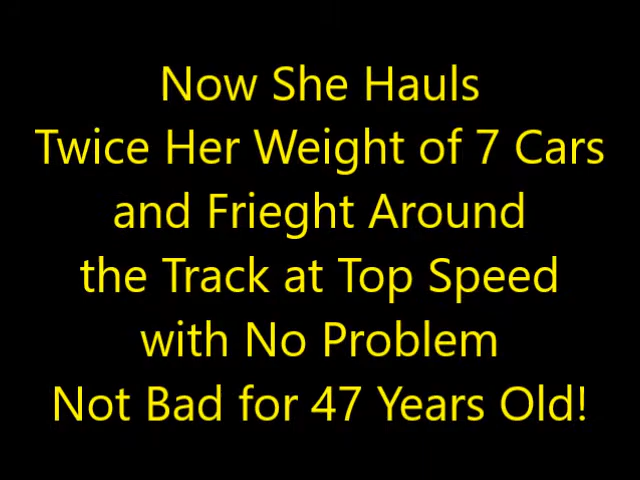 Now She Hauls
Twice Her Weight of 7 Cars
and Frieght Around
the Track at Top Speed
with No Problem
Not Bad for 47 Years Old!